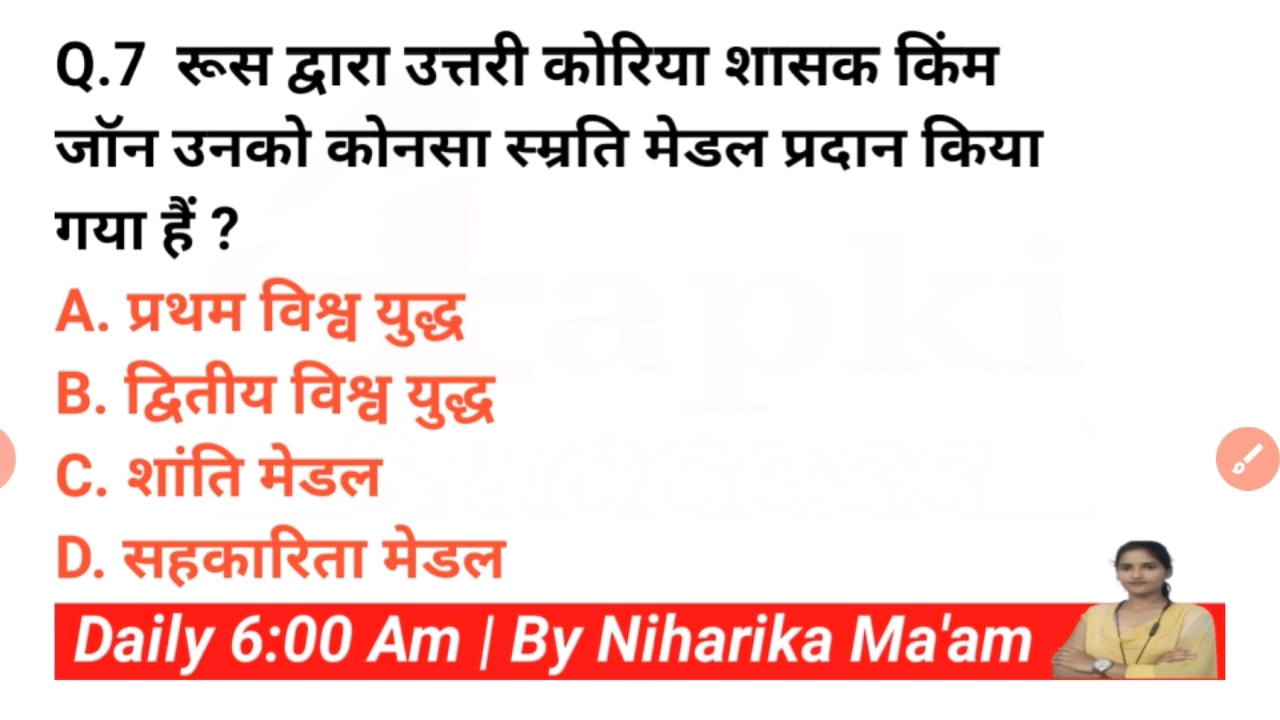 Q.7 रूस द्वारा उत्तरी कोरिया शासक किंम
जॉन उनको कोनसा स्म्रति मेडल प्रदान किया
गया हैं ?
A. प्रथम विश्व युद्ध
B. द्वितीय विश्व युद्ध
C. शांति मेडल
D. सहकारिता मेडल
Daily 6:00 Am | By Niharika Ma'am